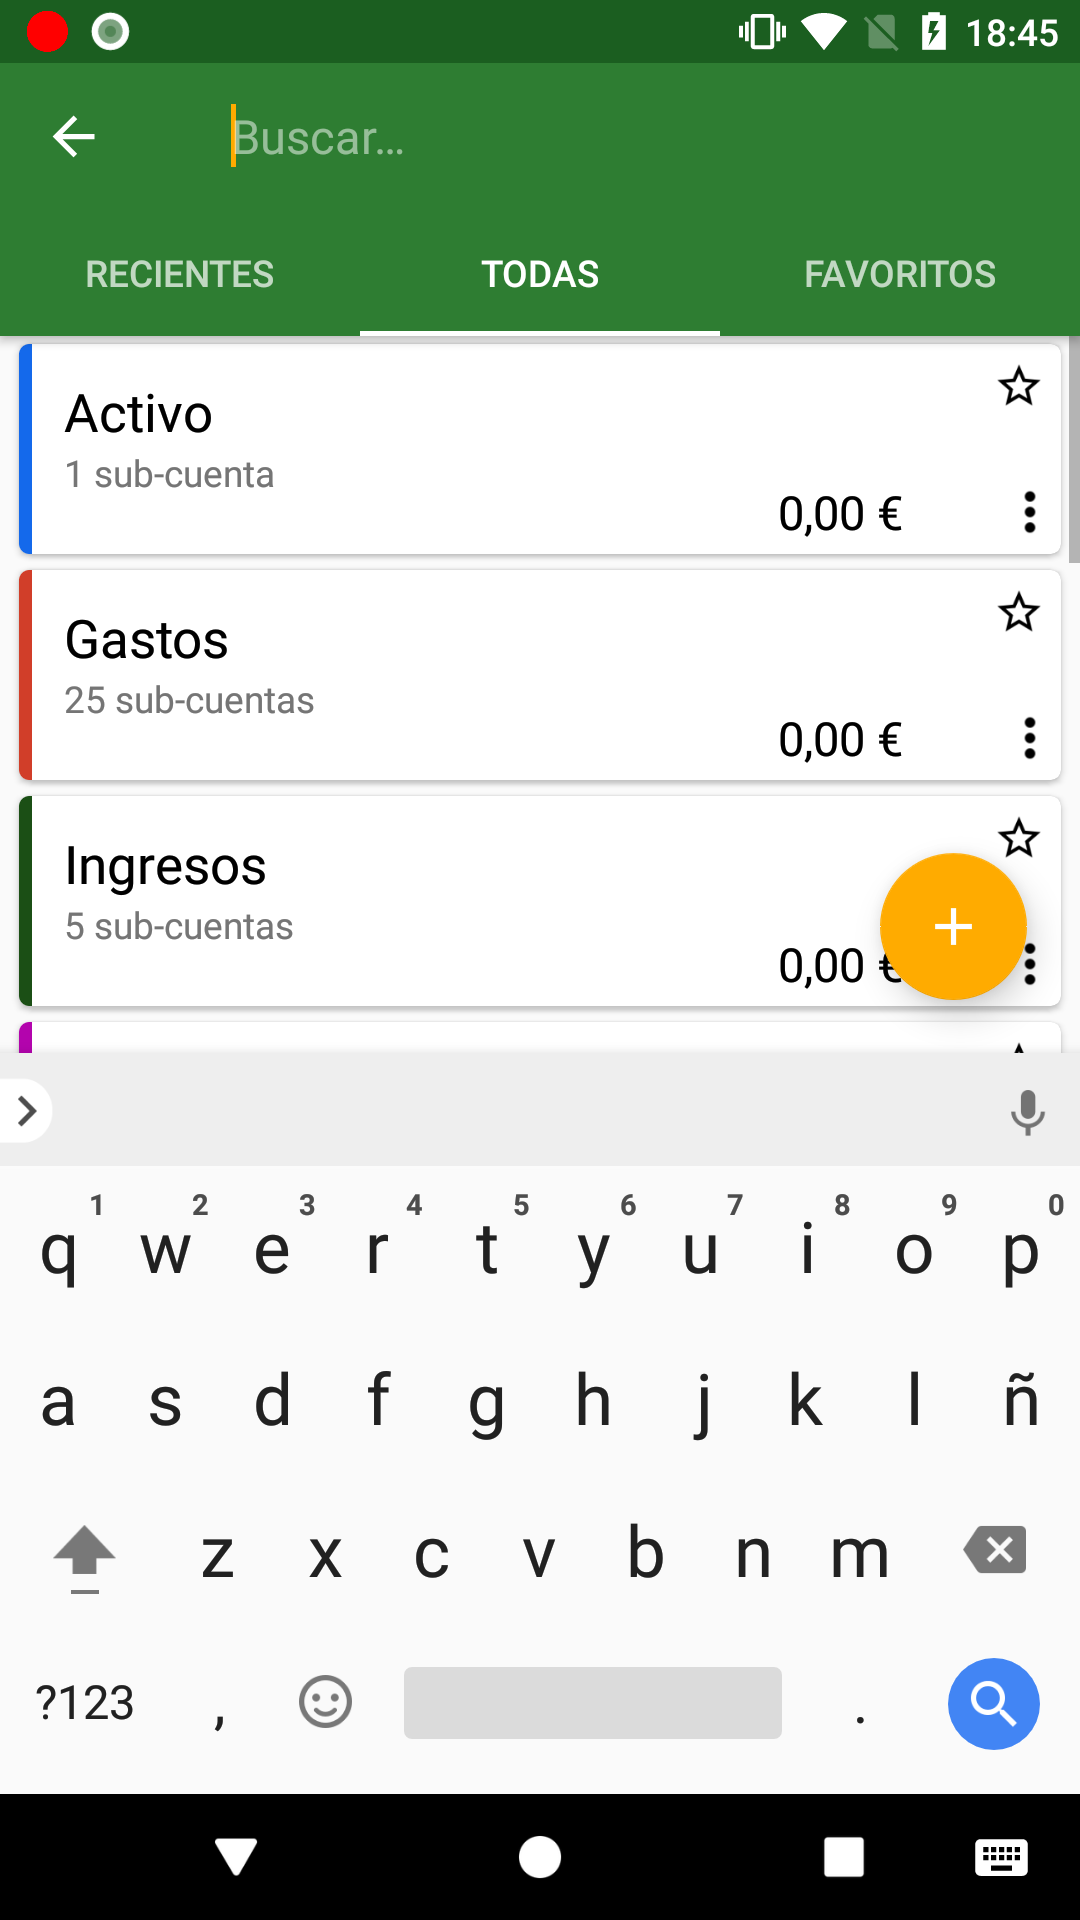 18:45
Buscar...
RECIENTES TODAS FAVORITOS
Activo
1 sub-cuenta
0,00 €
Gastos
25 sub-cuentas
0,00 €
Ingresos
5 sub-cuentas
0,00 €
1 2 3 4 5 6 7 8 9 0
q w e r t y u i o p
a s d f g h j k l ñ
z x c v b n m
?123 , .